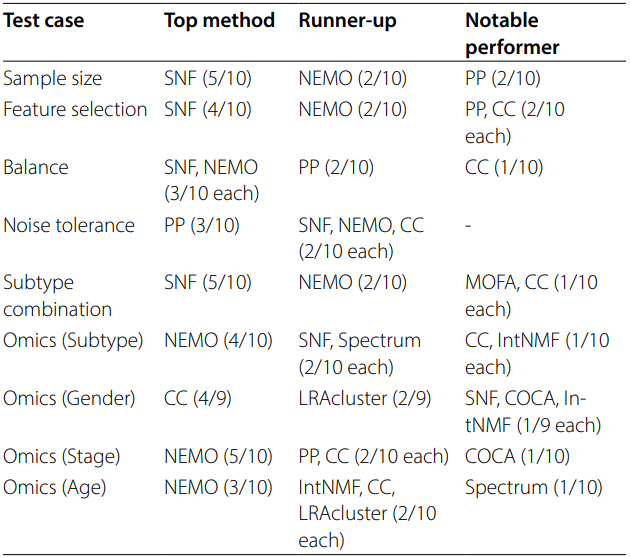 Test case Top method Runner-up Notable
performer
Sample size SNF (5/10) NEMO (2/10) PP (2/10)
Feature selection SNF (4/10) NEMO (2/10) PP, CC (2/10
each)
Balance SNF, NEMO PP (2/10) CC (1/10)
(3/10 each)
Noise tolerance PP (3/10) SNF, NEMO, CC -
(2/10 each)
Subtype SNF (5/10) NEMO (2/10) MOFA, CC (1/10
combination each)
Omics (Subtype) NEMO (4/10) SNF, Spectrum CC, IntNMF (1/10
(2/10 each) each)
Omics (Gender) CC (4/9) LRAcluster (2/9) SNF, COCA, In-
tNMF (1/9 each)
Omics (Stage) NEMO (5/10) PP, CC (2/10 each) COCA (1/10)
Omics (Age) NEMO (3/10) IntNMF, CC, Spectrum (1/10)
LRAcluster (2/10
each)